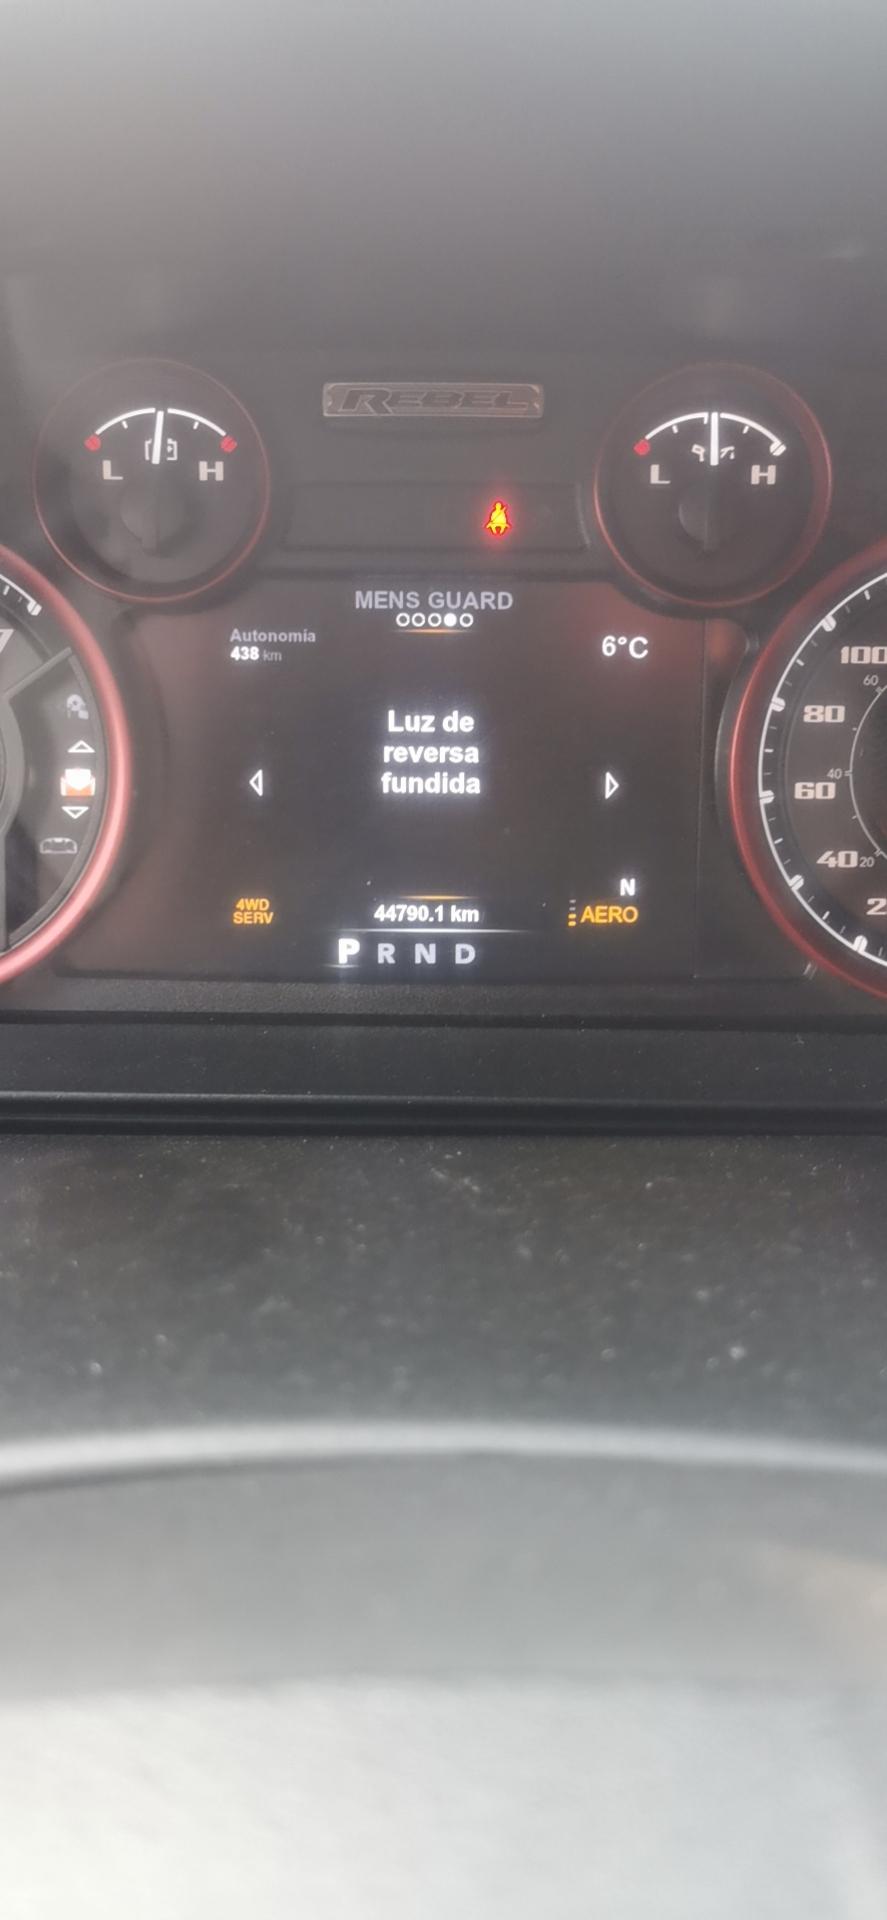 REBEL
L H
L H
MENS GUARD
Autonomía
438 km
6°C
Luz de
reversa
fundida
100
60
80
40
60
40
20
2
N
4WD
SERV
44790.1 km
AERO
P R N D